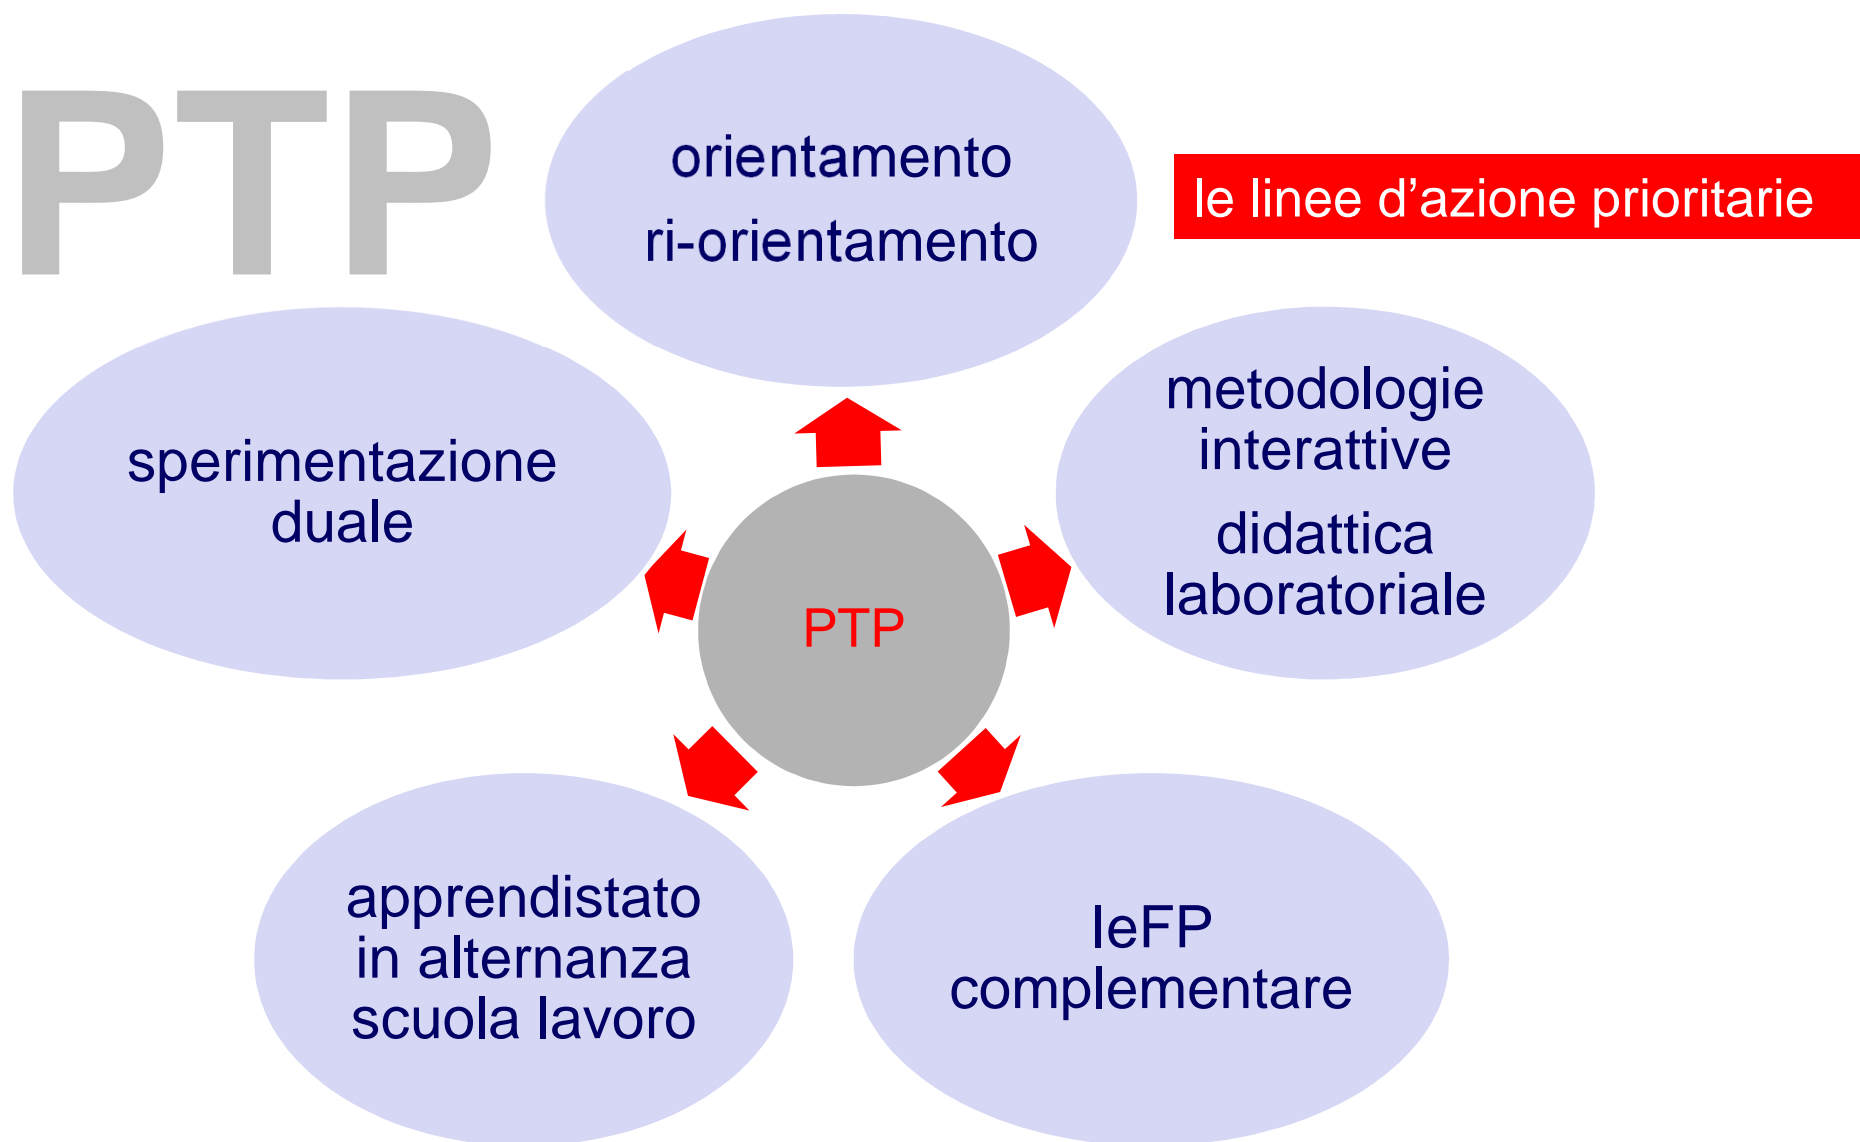 PTP
le linee d’azione prioritarie
orientamento
ri-orientamento
metodologie
interattive
didattica
laboratoriale
IeFP
complementare
apprendistato
in alternanza
scuola lavoro
sperimentazione
duale
PTP